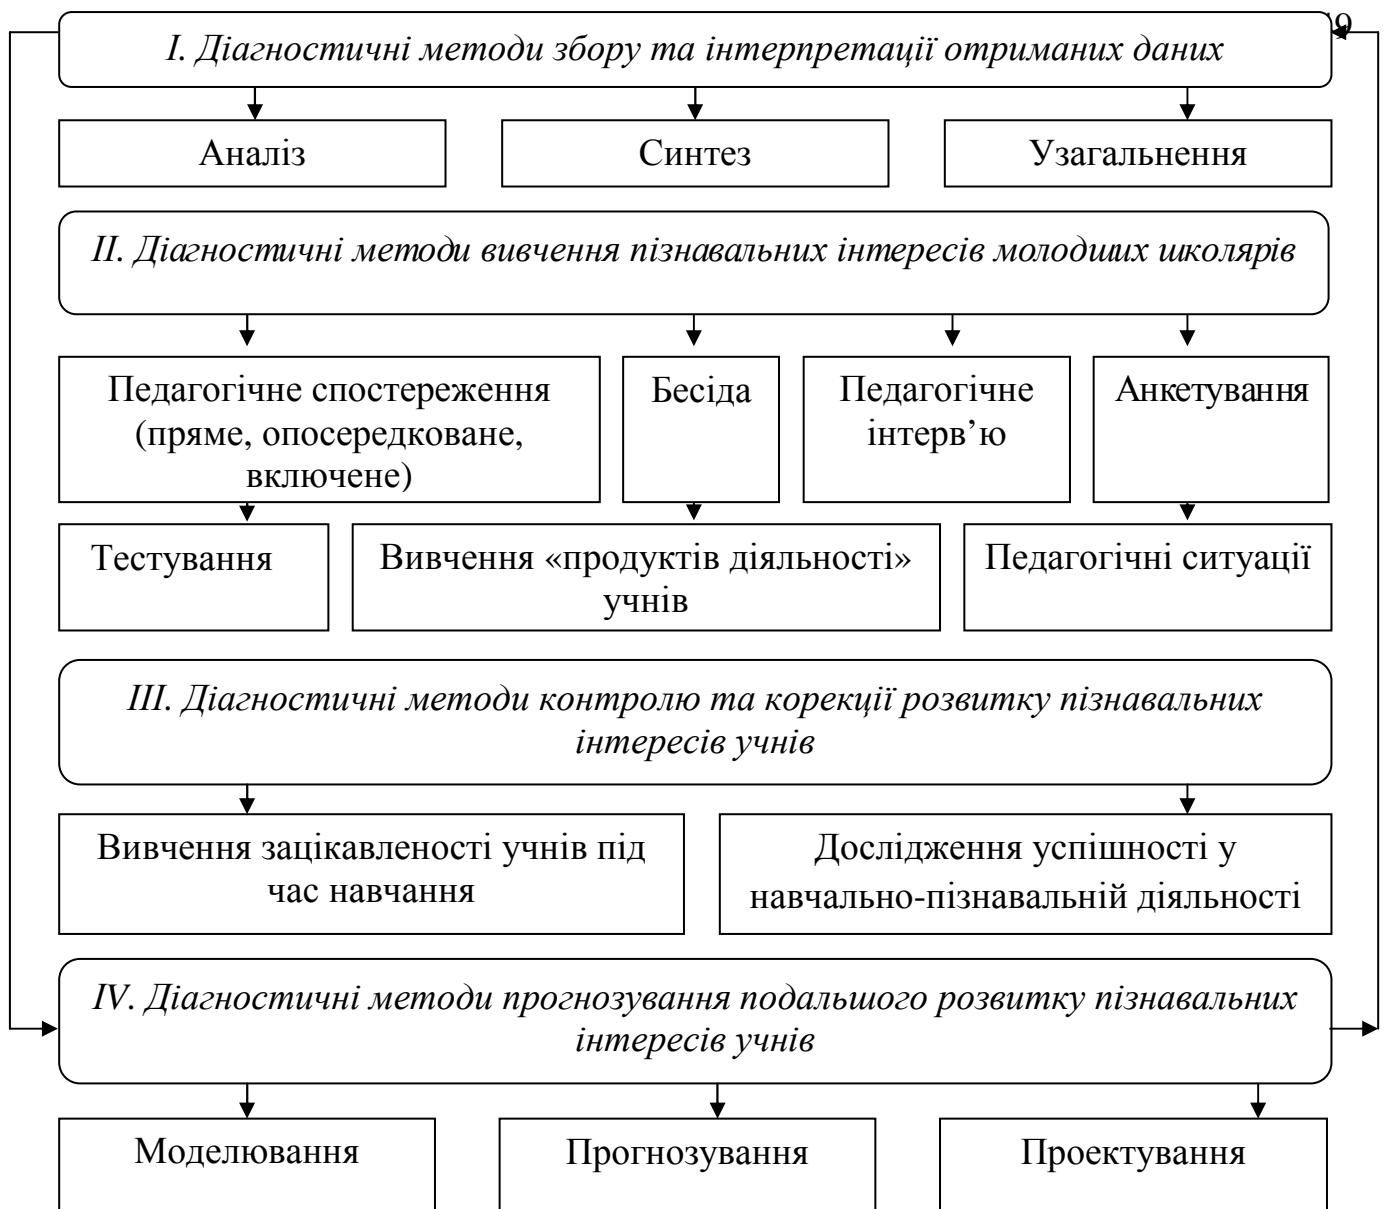 I. Діагностичні методи збору та інтерпретації отриманих даних
Аналіз
Синтез
Узагальнення
II. Діагностичні методи вивчення пізнавальних інтересів молодших школярів
Педагогічне спостереження
(пряме, опосередковане,
включене)
Бесіда
Педагогічне
інтерв’ю
Анкетування
Тестування
Вивчення «продуктів діяльності»
учнів
Педагогічні ситуації
III. Діагностичні методи контролю та корекції розвитку пізнавальних
інтересів учнів
Вивчення зацікавленості учнів під
час навчання
Дослідження успішності у
навчально-пізнавальній діяльності
IV. Діагностичні методи прогнозування подальшого розвитку пізнавальних
інтересів учнів
Моделювання
Прогнозування
Проектування